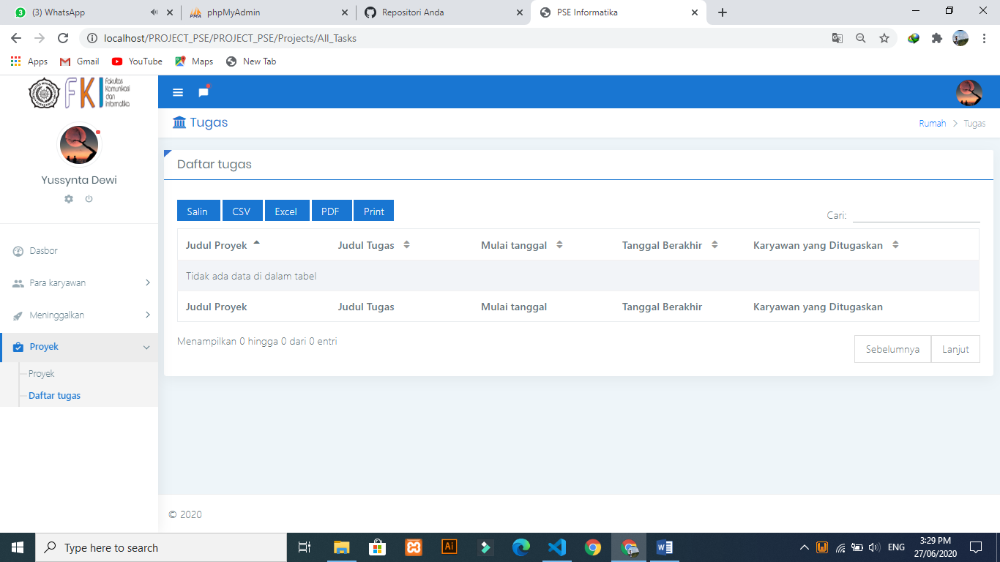 (3) WhatsApp
phpMyAdmin
Repositori Anda
PSE Informatika
localhost/PROJECT_PSE/PROJECT_PSE/Projects/All_Tasks
Apps
Gmail
YouTube
Maps
New Tab
FKI
Fakultas
Komunikasi
dan
Informatika
Yussynta Dewi
Dasbor
Para karyawan
Meninggalkan
Proyek
Proyek
Daftar tugas
Tugas
Rumah > Tugas
Daftar tugas
Salin CSV Excel PDF Print
Cari:
Judul Proyek Judul Tugas Mulai tanggal Tanggal Berakhir Karyawan yang Ditugaskan
Tidak ada data di dalam tabel
Judul Proyek Judul Tugas Mulai tanggal Tanggal Berakhir Karyawan yang Ditugaskan
Menampilkan 0 hingga 0 dari 0 entri
Sebelumnya Lanjut
© 2020
Type here to search
ENG
3:29 PM
27/06/2020